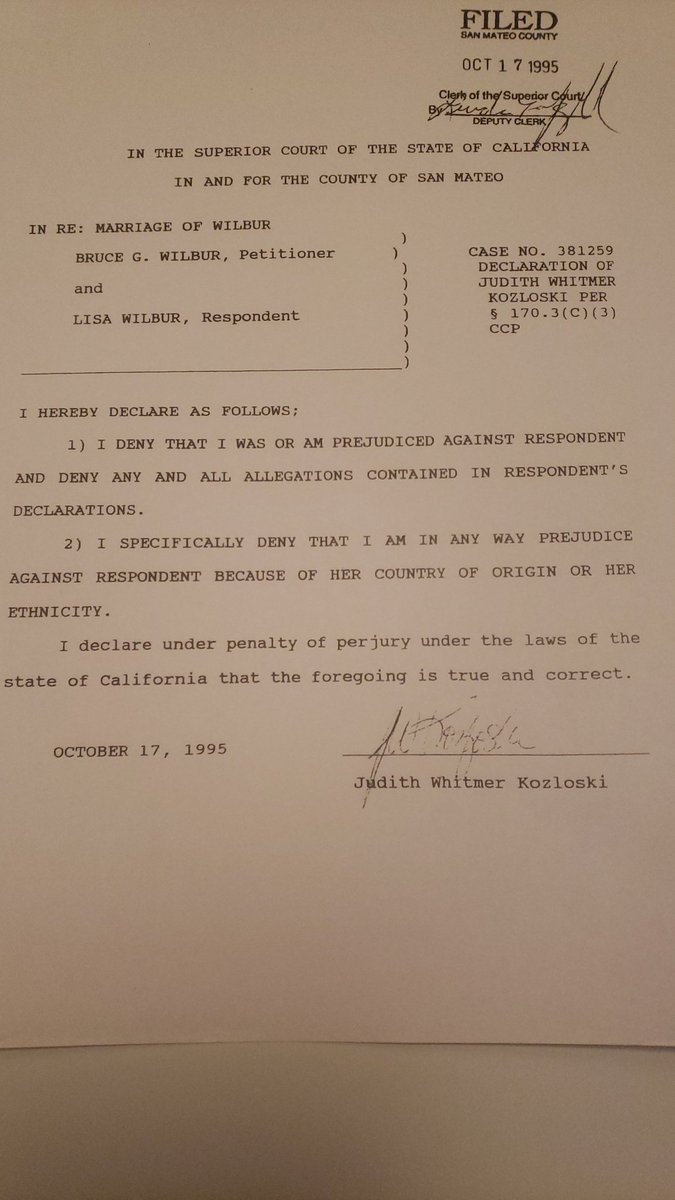 FILED
SAN MATEO COUNTY
OCT 17 1995
Clerk of the Superior Court
By
DEPUTY CLERK
IN THE SUPERIOR COURT OF THE STATE OF CALIFORNIA
IN AND FOR THE COUNTY OF SAN MATEO
IN RE: MARRIAGE OF WILBUR
BRUCE G. WILBUR, Petitioner
and
LISA WILBUR, Respondent
)
)
)
)
)
)
)
)
)
CASE NO. 381259
DECLARATION OF
JUDITH WHITMER
KOZLOSKI PER
§ 170.3(C)(3)
CCP
I HEREBY DECLARE AS FOLLOWS;
1) I DENY THAT I WAS OR AM PREJUDICED AGAINST RESPONDENT
AND DENY ANY AND ALL ALLEGATIONS CONTAINED IN RESPONDENT'S
DECLARATIONS.
2) I SPECIFICALLY DENY THAT I AM IN ANY WAY PREJUDICE
AGAINST RESPONDENT BECAUSE OF HER COUNTRY OF ORIGIN OR HER
ETHNICITY.
I declare under penalty of perjury under the laws of the
state of California that the foregoing is true and correct.
OCTOBER 17, 1995
Judith Whitmer Kozloski